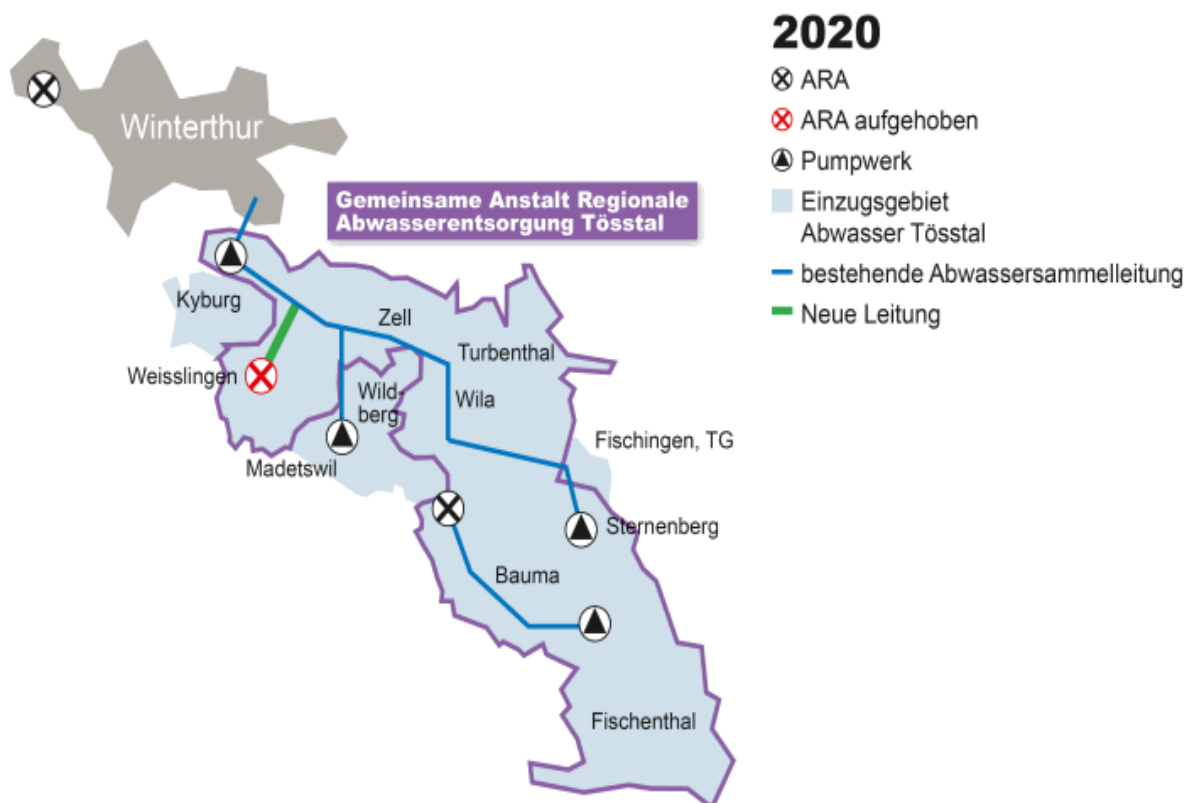 2020
ARA
ARA aufgehoben
Pumpwerk
Einzugsgebiet
Abwasser Tösstal
bestehende Abwassersammelleitung
Neue Leitung
Winterthur
Gemeinsame Anstalt Regionale
Abwasserentsorgung Tösstal
Kyburg
Zell
Turbenthal
Weisslingen
Wild-
berg
Wila
Fischingen, TG
Madetswil
Sternenberg
Bauma
Fischenthal